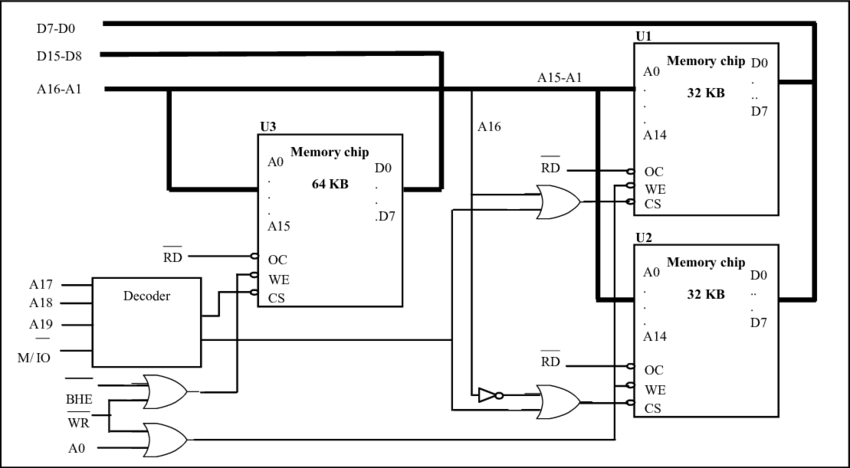 D7-D0
D15-D8
A16-A1
A15-A1
A16
U1
Memory chip
32 KB
A0
.
.
.
A14
D0
.
..
D7
RD
OC
WE
CS
U3
Memory chip
64 KB
A0
.
.
.
A15
D0
.
.
.D7
RD
OC
WE
CS
U2
Memory chip
32 KB
A0
.
.
.
A14
D0
..
.
D7
RD
OC
WE
CS
A17
A18
A19
M/IO
Decoder
BHE
WR
A0